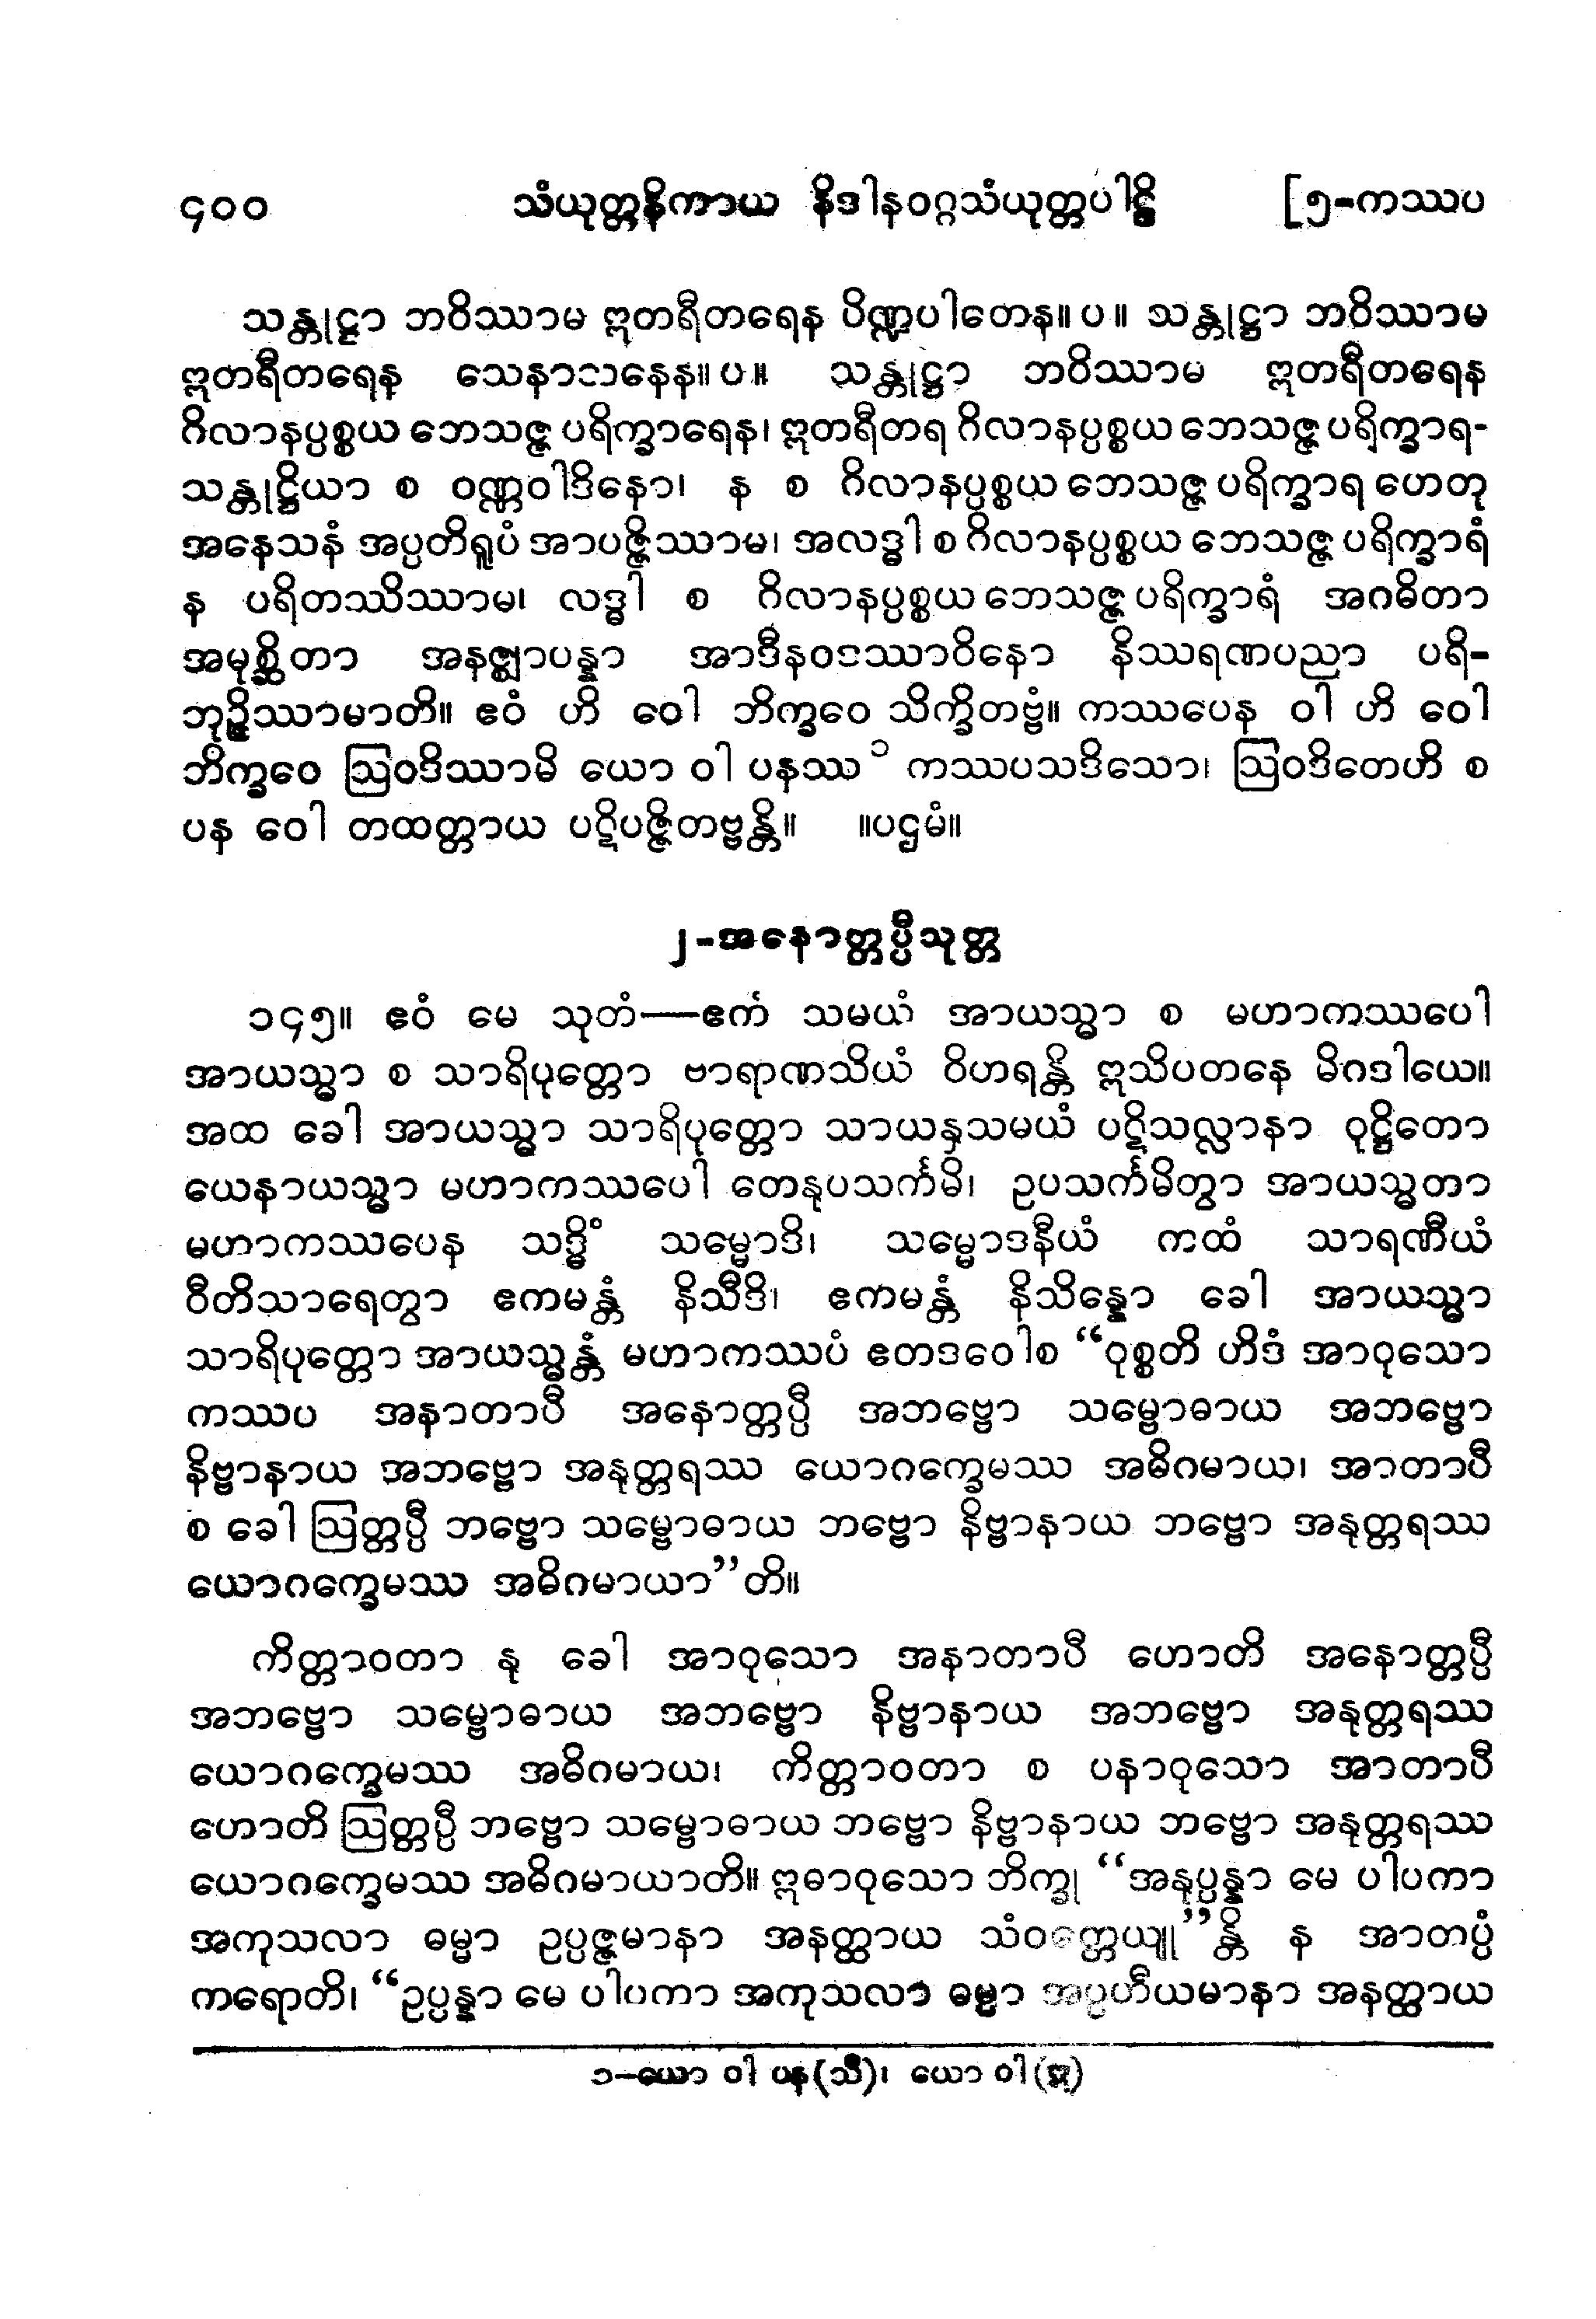 ၄၀၀ သံယုတ္တနိကာယ နိဒါနဝဂ္ဂသံယုတ္တပါဠိ [၅-ကဿပ
သန္တုဋ္ဌာ ဘဝိဿာမ ဣတရီတရေန ပိဏ္ဍပါတေန။ ပ ။ သန္တုဋ္ဌာ ဘဝိဿာမ
ဣတရီတရေန သေနာသနေန။ ပ ။ သန္တုဋ္ဌာ ဘဝိဿာမ ဣတရီတရေန
ဂိလာနပ္ပစ္စယ ဘေသဇ္ဇ ပရိက္ခာရေန၊ ဣတရီတရ ဂိလာနပ္ပစ္စယ ဘေသဇ္ဇ ပရိက္ခာရ-
သန္တုဋ္ဌိယာ စ ဝဏ္ဏဝါဒိနော၊ န စ ဂိလာနပ္ပစ္စယ ဘေသဇ္ဇ ပရိက္ခာရ ဟေတု
အနေသနံ အပ္ပတိရူပံ အာပဇ္ဇိဿာမ၊ အလဒ္ဓါ စ ဂိလာနပ္ပစ္စယ ဘေသဇ္ဇ ပရိက္ခာရံ
န ပရိတဿိဿာမ၊ လဒ္ဓါ စ ဂိလာနပ္ပစ္စယ ဘေသဇ္ဇ ပရိက္ခာရံ အဂဓိတာ
အမုစ္ဆိတာ အနဇ္ဈာပန္နာ အာဒီနဝဒဿာဝိနော နိဿရဏပညာ ပရိ-
ဘုဉ္ဇိဿာမာတိ။ ဧဝံ ဟိ ဝေါ ဘိက္ခဝေ သိက္ခိတဗ္ဗံ။ ကဿပေန ဝါ ဟိ ဝေါ
ဘိက္ခဝေ ဩဝဒိဿာမိ ယော ဝါ ပနဿ ၁ ကဿပသဒိသော၊ ဩဝဒိတေဟိ စ
ပန ဝေါ တထတ္တာယ ပဋိပဇ္ဇိတဗ္ဗန္တိ။ ။ပဌမံ။
၂-အနောတ္တပ္ပီသုတ္တ
၁၄၅။ ဧဝံ မေ သုတံ—ဧကံ သမယံ အာယသ္မာ စ မဟာကဿပေါ
အာယသ္မာ စ သာရိပုတ္တော ဗာရာဏသိယံ ဝိဟရန္တိ ဣသိပတနေ မိဂဒါယေ။
အထ ခေါ အာယသ္မာ သာရိပုတ္တော သာယနှသမယံ ပဋိသလ္လာနာ ဝုဋ္ဌိတော
ယေနာယသ္မာ မဟာကဿပေါ တေနုပသင်္ကမိ၊ ဥပသင်္ကမိတွာ အာယသ္မတာ
မဟာကဿပေန သဒ္ဓိံ သမ္မောဒိ၊ သမ္မောဒနီယံ ကထံ သာရဏီယံ
ဝီတိသာရေတွာ ဧကမန္တံ နိသီဒိ၊ ဧကမန္တံ နိသိန္နော ခေါ အာယသ္မာ
သာရိပုတ္တော အာယသ္မန္တံ မဟာကဿပံ ဧတဒဝေါစ “ဝုစ္စတိ ဟိဒံ အာဝုသော
ကဿပ အနာတာပီ အနောတ္တပ္ပီ အဘဗ္ဗော သမ္ဗောဓာယ အဘဗ္ဗော
နိဗ္ဗာနာယ အဘဗ္ဗော အနုတ္တရဿ ယောဂက္ခေမဿ အဓိဂမာယ၊ အာတာပီ
စ ခေါ ဩတ္တပ္ပီ ဘဗ္ဗော သမ္ဗောဓာယ ဘဗ္ဗော နိဗ္ဗာနာယ ဘဗ္ဗော အနုတ္တရဿ
ယောဂက္ခေမဿ အဓိဂမာယာ”တိ။
ကိတ္တာဝတာ နု ခေါ အာဝုသော အနာတာပီ ဟောတိ အနောတ္တပ္ပီ
အဘဗ္ဗော သမ္ဗောဓာယ အဘဗ္ဗော နိဗ္ဗာနာယ အဘဗ္ဗော အနုတ္တရဿ
ယောဂက္ခေမဿ အဓိဂမာယ၊ ကိတ္တာဝတာ စ ပနာဝုသော အာတာပီ
ဟောတိ ဩတ္တပ္ပီ ဘဗ္ဗော သမ္ဗောဓာယ ဘဗ္ဗော နိဗ္ဗာနာယ ဘဗ္ဗော အနုတ္တရဿ
ယောဂက္ခေမဿ အဓိဂမာယာတိ။ ဣဓာဝုသော ဘိက္ခု “အနုပ္ပန္နာ မေ ပါပကာ
အကုသလာ ဓမ္မာ ဥပ္ပဇ္ဇမာနာ အနတ္ထာယ သံဝတ္တေယျု”န္တိ န အာတပ္ပံ
ကရောတိ၊ “ဥပ္ပန္နာ မေ ပါပကာ အကုသလာ ဓမ္မာ အပ္ပဟီယမာနာ အနတ္ထာယ
၁-ယော ဝါ ပန(သီ)၊ ယော ဝါ(ဣ)